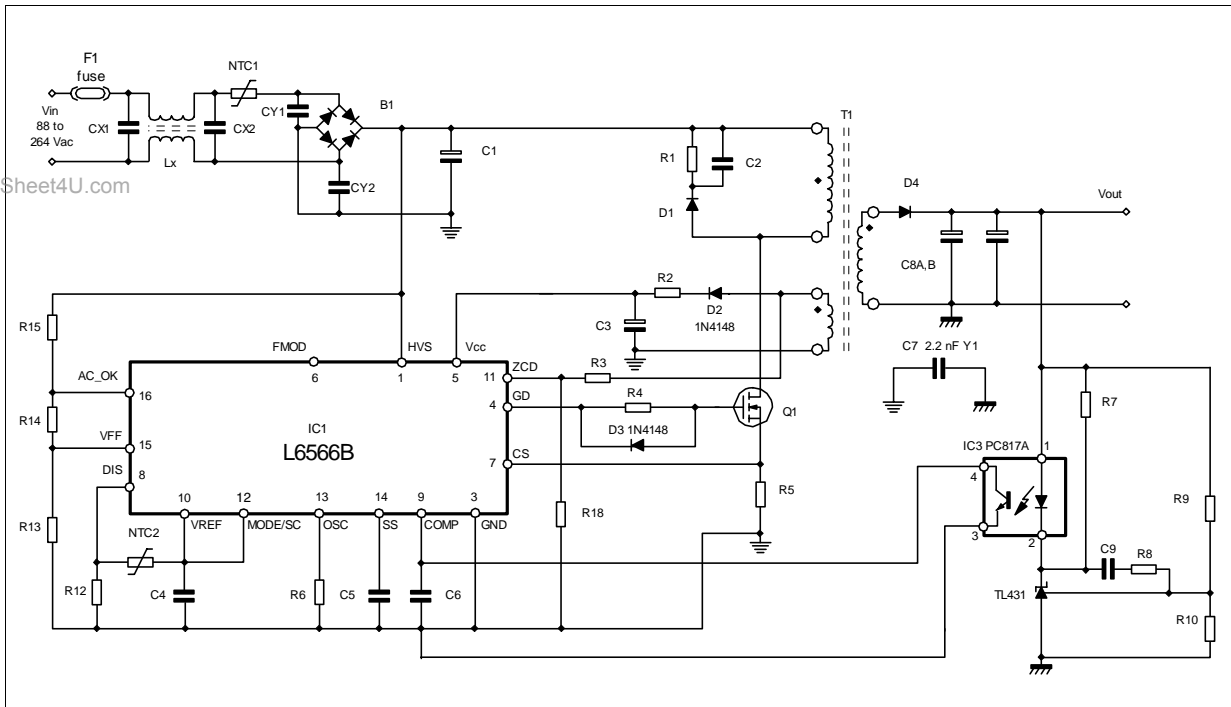 F1
fuse
NTC1
B1
Vin
88 to
264 Vac
CX1
Lx
CX2
CY1
CY2
C1
R1
C2
D1
T1
D4
Vout
C8A,B
Sheet4U.com
R15
R2
D2
1N4148
C3
C7 2.2 nF Y1
FMOD
HVS
Vcc
6
1
5
ZCD
11
R3
AC_OK
16
GD
4
R4
Q1
R7
R14
IC1
L6566B
D3 1N4148
VFF
15
CS
7
IC3 PC817A
1
4
DIS
8
R5
R9
10
12
13
14
9
3
R18
R13
VREF
MODE/SC
OSC
SS
COMP
GND
3
2
NTC2
C9
R8
R12
C4
R6
C5
C6
TL431
R10